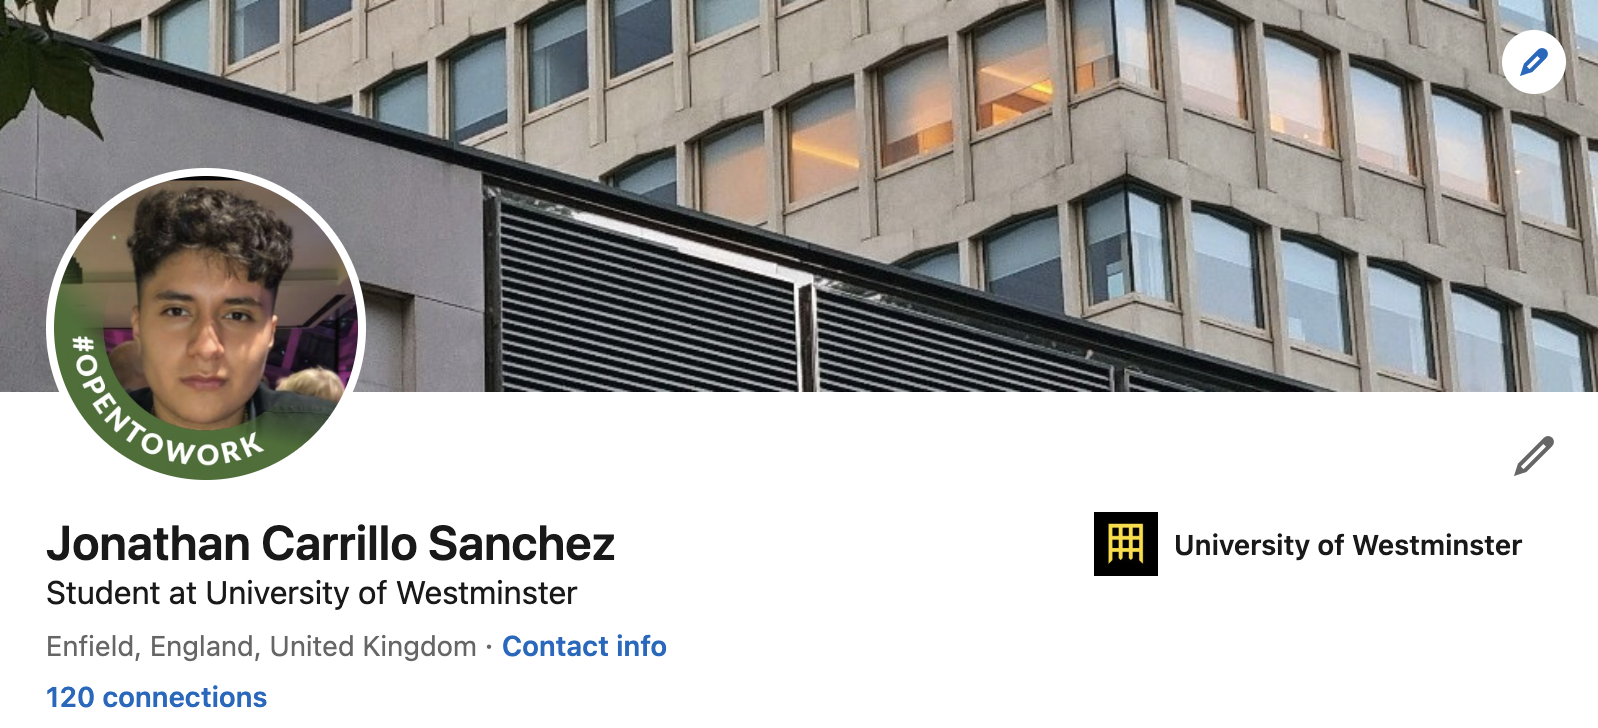 #OPENTOWORK
Jonathan Carrillo Sanchez
University of Westminster
Student at University of Westminster
Enfield, England, United Kingdom · Contact info
120 connections